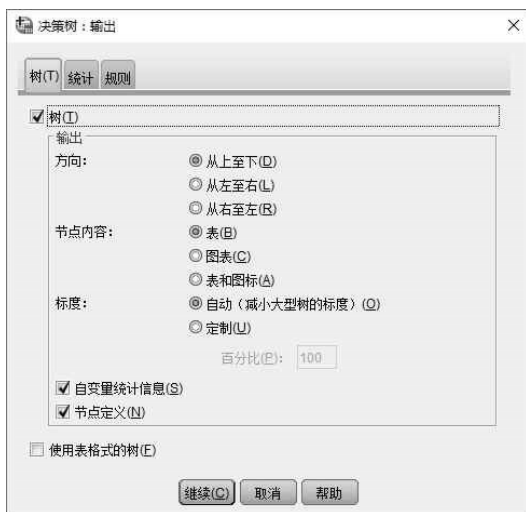 决策树：输出
树(T) 统计 规则
树(T)
输出
方向：
从上至下(D)
从左至右(L)
从右至左(R)
节点内容：
表(B)
图表(C)
表和图标(A)
标度：
自动（减小大型树的标度）(O)
定制(U)
百分比(P)： 100
自变量统计信息(S)
节点定义(N)
使用表格式的树(F)
继续(C) 取消 帮助